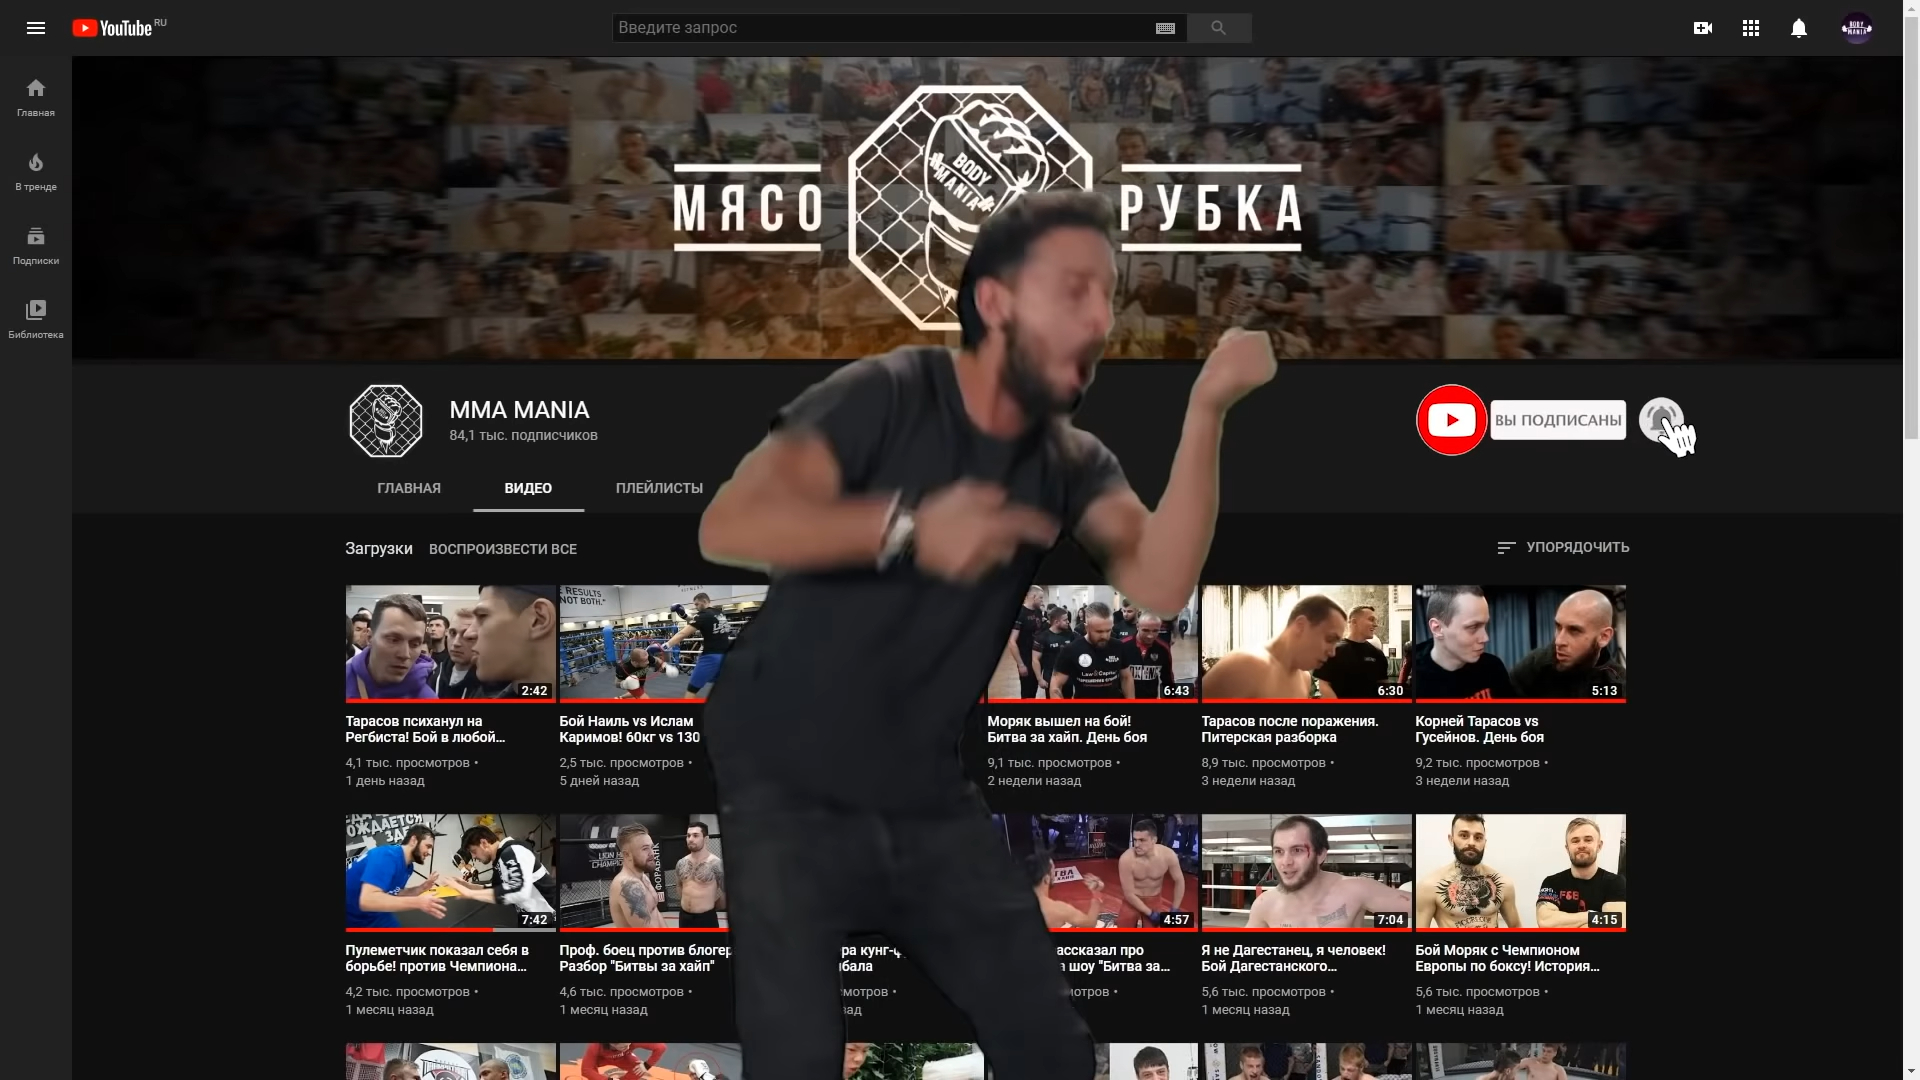 YouTube RU
Введите запрос
Главная
В тренде
Подписки
Библиотека
МЯСО
РУБКА
BODY
MANIA
MMA MANIA
84,1 тыс. подписчиков
ВЫ ПОДПИСАНЫ
ГЛАВНАЯ
ВИДЕО
ПЛЕЙЛИСТЫ
Загрузки
ВОСПРОИЗВЕСТИ ВСЕ
УПОРЯДОЧИТЬ
2:42
RESULTS
NOT BOTH."
6:43
6:30
5:13
Тарасов психанул на
Регбиста! Бой в любой…
4,1 тыс. просмотров •
1 день назад
Бой Наиль vs Ислам
Каримов! 60кг vs 130
2,5 тыс. просмотров •
5 дней назад
Моряк вышел на бой!
Битва за хайп. День боя
9,1 тыс. просмотров •
2 недели назад
Тарасов после поражения.
Питерская разборка
8,9 тыс. просмотров •
3 недели назад
Корней Тарасов vs
Гусейнов. День боя
9,2 тыс. просмотров •
3 недели назад
7:42
4:57
7:04
4:15
Пулеметчик показал себя в
борьбе! против Чемпиона…
4,2 тыс. просмотров •
1 месяц назад
Проф. боец против блогер
Разбор "Битвы за хайп"
4,6 тыс. просмотров •
1 месяц назад
про
шоу "Битва за…
Я не Дагестанец, я человек!
Бой Дагестанского…
5,6 тыс. просмотров •
1 месяц назад
Бой Моряк с Чемпионом
Европы по боксу! История…
5,6 тыс. просмотров •
1 месяц назад